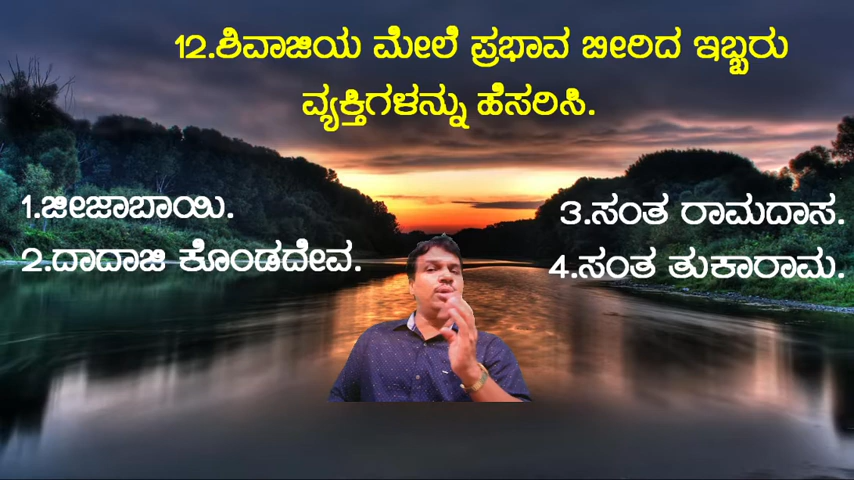 12.ಶಿವಾಜಿಯ ಮೇಲೆ ಪ್ರಭಾವ ಬೀರಿದ ಇಬ್ಬರು
ವ್ಯಕ್ತಿಗಳನ್ನು ಹೆಸರಿಸಿ.
1.ಜೀಜಾಬಾಯಿ.
2.ದಾದಾಜಿ ಕೊಂಡದೇವ.
3.ಸಂತ ರಾಮದಾಸ.
4.ಸಂತ ತುಕಾರಾಮ.